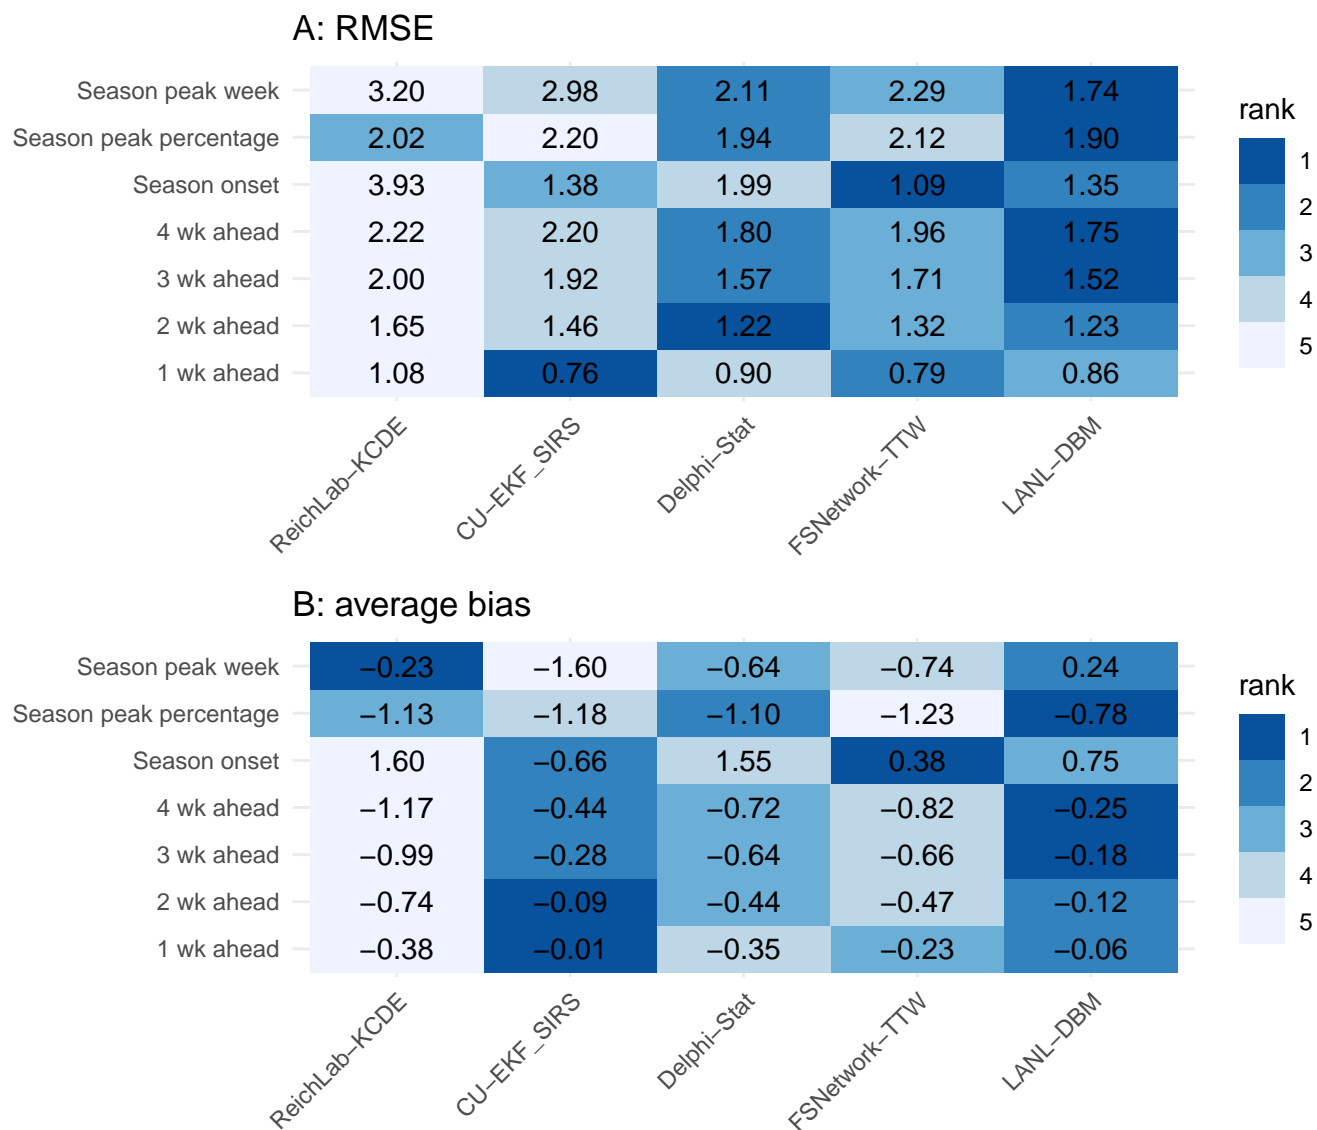 A: RMSE
Season peak week 3.20 2.98 2.11 2.29 1.74
Season peak percentage 2.02 2.20 1.94 2.12 1.90
Season onset 3.93 1.38 1.99 1.09 1.35
4 wk ahead 2.22 2.20 1.80 1.96 1.75
3 wk ahead 2.00 1.92 1.57 1.71 1.52
2 wk ahead 1.65 1.46 1.22 1.32 1.23
1 wk ahead 1.08 0.76 0.90 0.79 0.86
ReichLab−KCDE CU−EKF_SIRS Delphi−Stat FSNetwork−TTW LANL−DBM
rank
1
2
3
4
5
B: average bias
Season peak week −0.23 −1.60 −0.64 −0.74 0.24
Season peak percentage −1.13 −1.18 −1.10 −1.23 −0.78
Season onset 1.60 −0.66 1.55 0.38 0.75
4 wk ahead −1.17 −0.44 −0.72 −0.82 −0.25
3 wk ahead −0.99 −0.28 −0.64 −0.66 −0.18
2 wk ahead −0.74 −0.09 −0.44 −0.47 −0.12
1 wk ahead −0.38 −0.01 −0.35 −0.23 −0.06
ReichLab−KCDE CU−EKF_SIRS Delphi−Stat FSNetwork−TTW LANL−DBM
rank
1
2
3
4
5